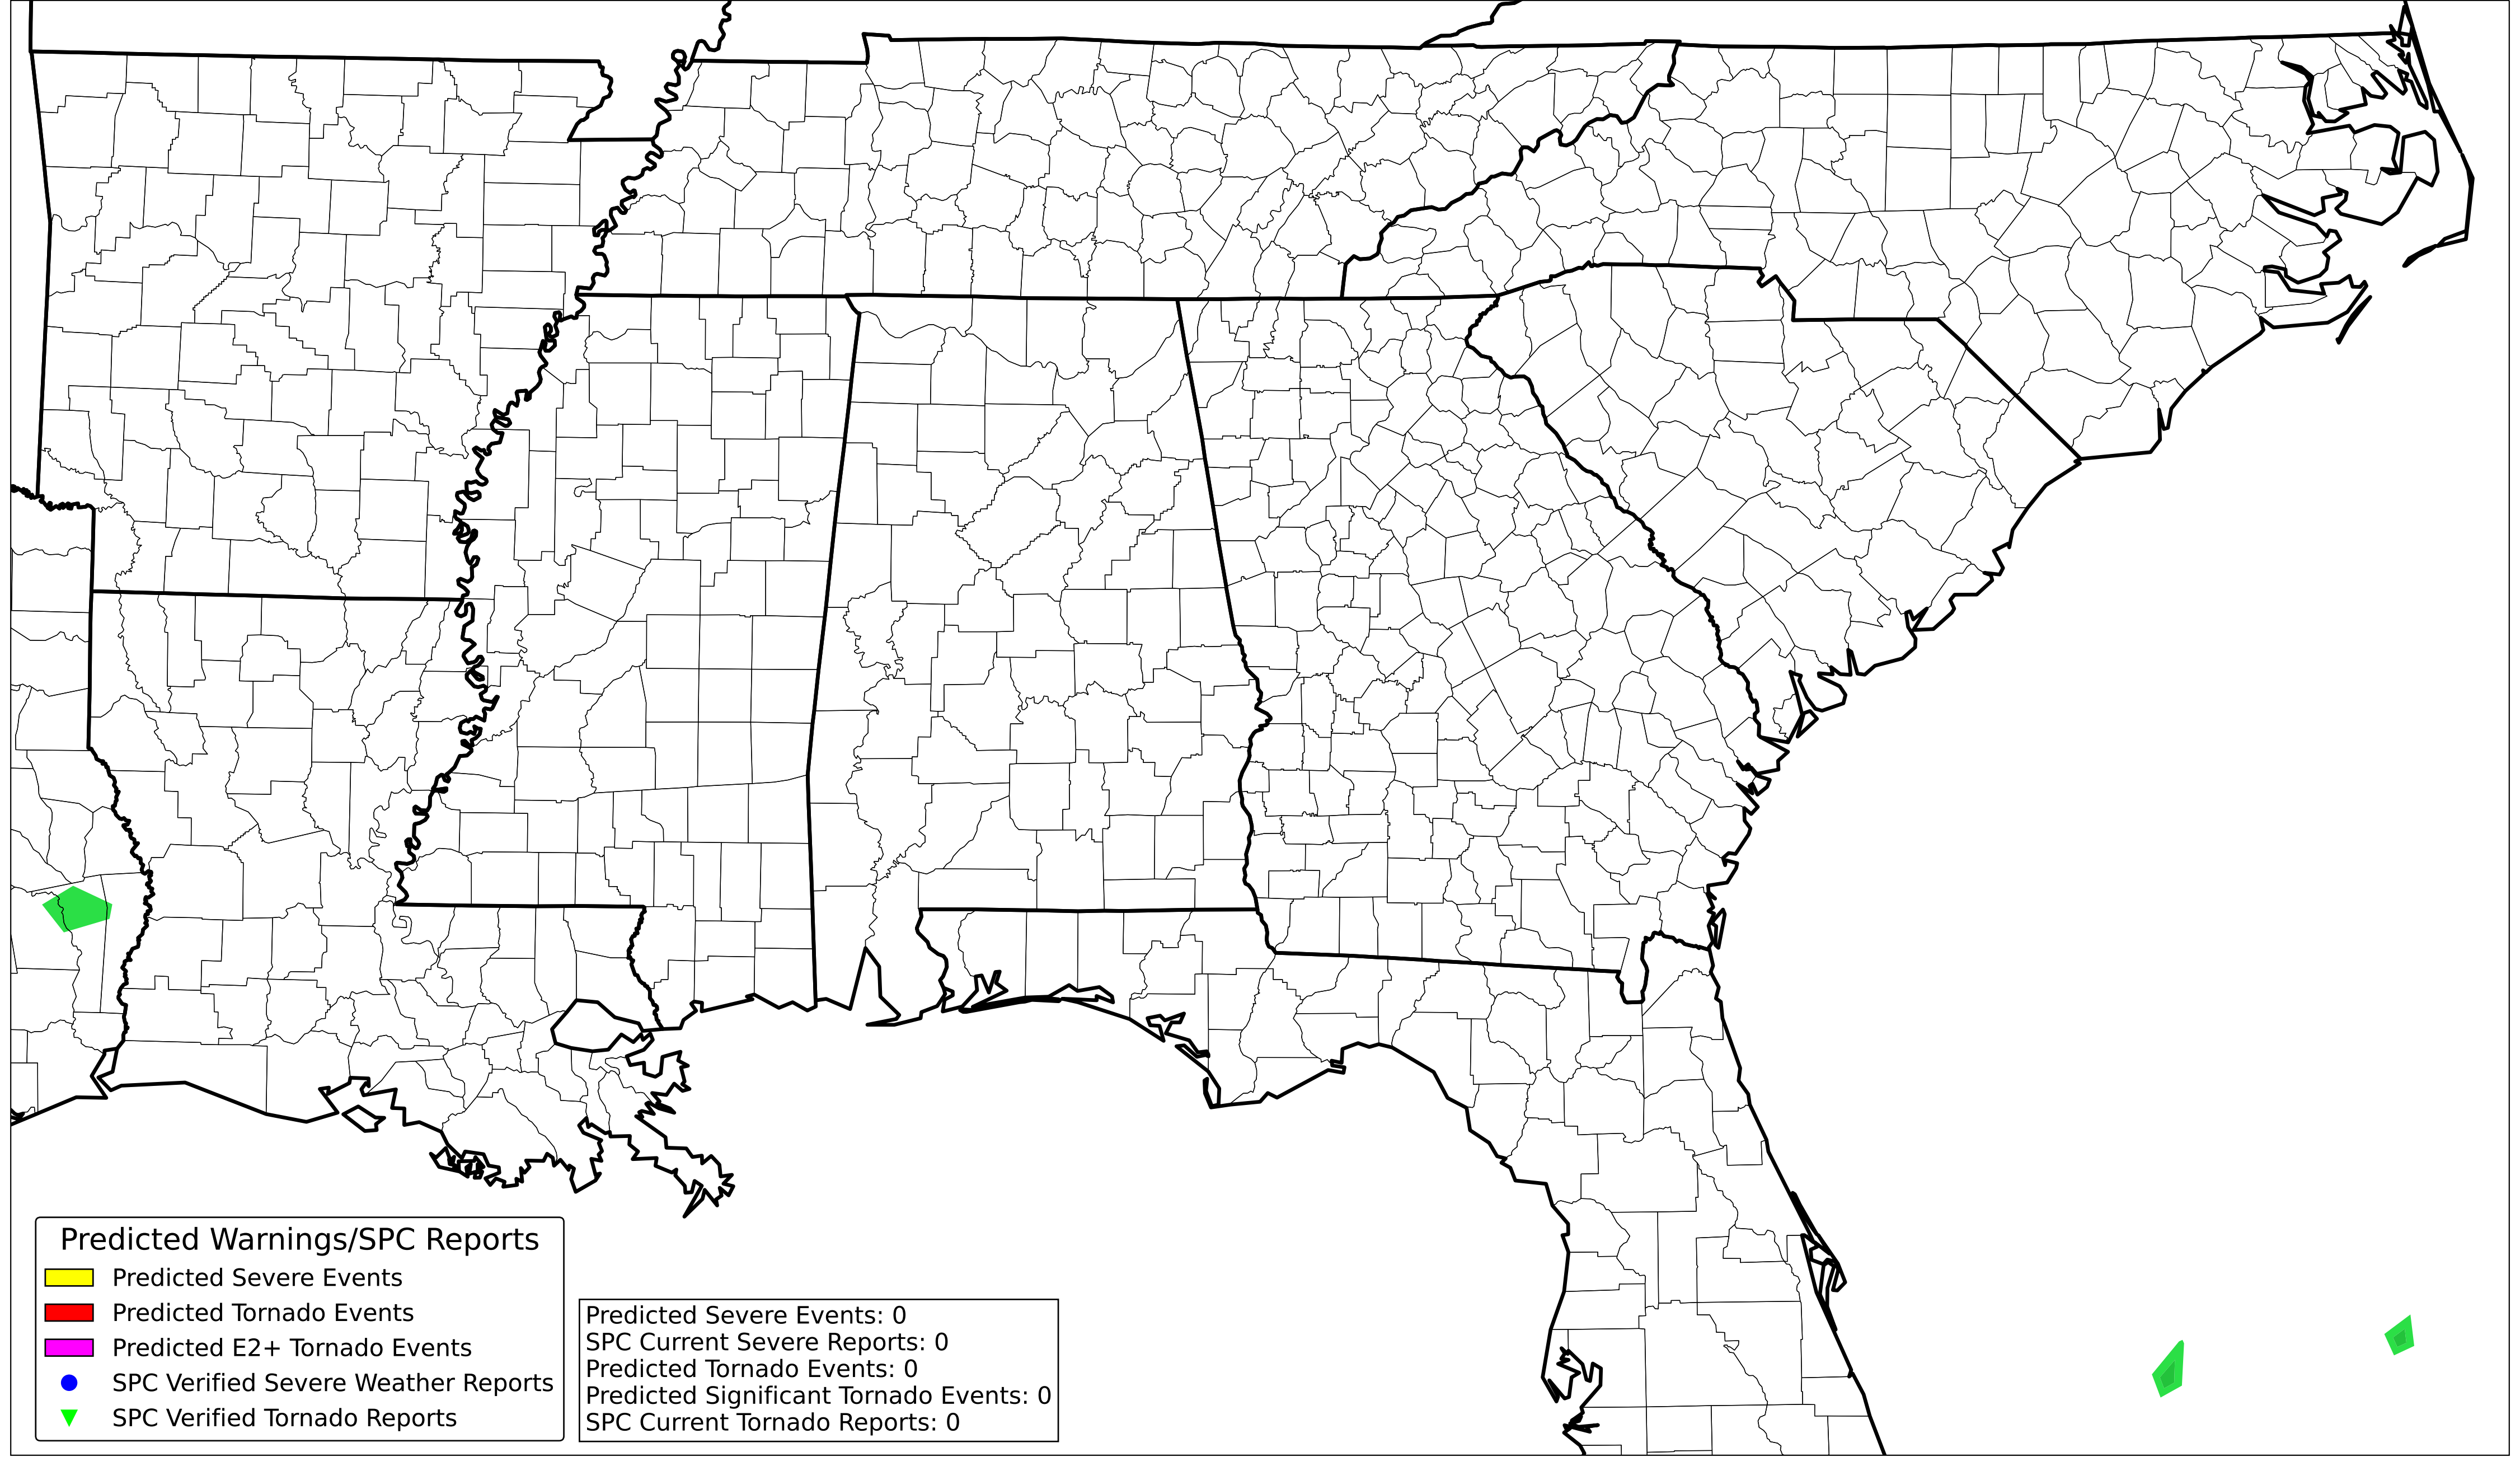 Predicted Warnings/SPC Reports
Predicted Severe Events
Predicted Tornado Events
Predicted E2+ Tornado Events
SPC Verified Severe Weather Reports
SPC Verified Tornado Reports
Predicted Severe Events: 0
SPC Current Severe Reports: 0
Predicted Tornado Events: 0
Predicted Significant Tornado Events: 0
SPC Current Tornado Reports: 0